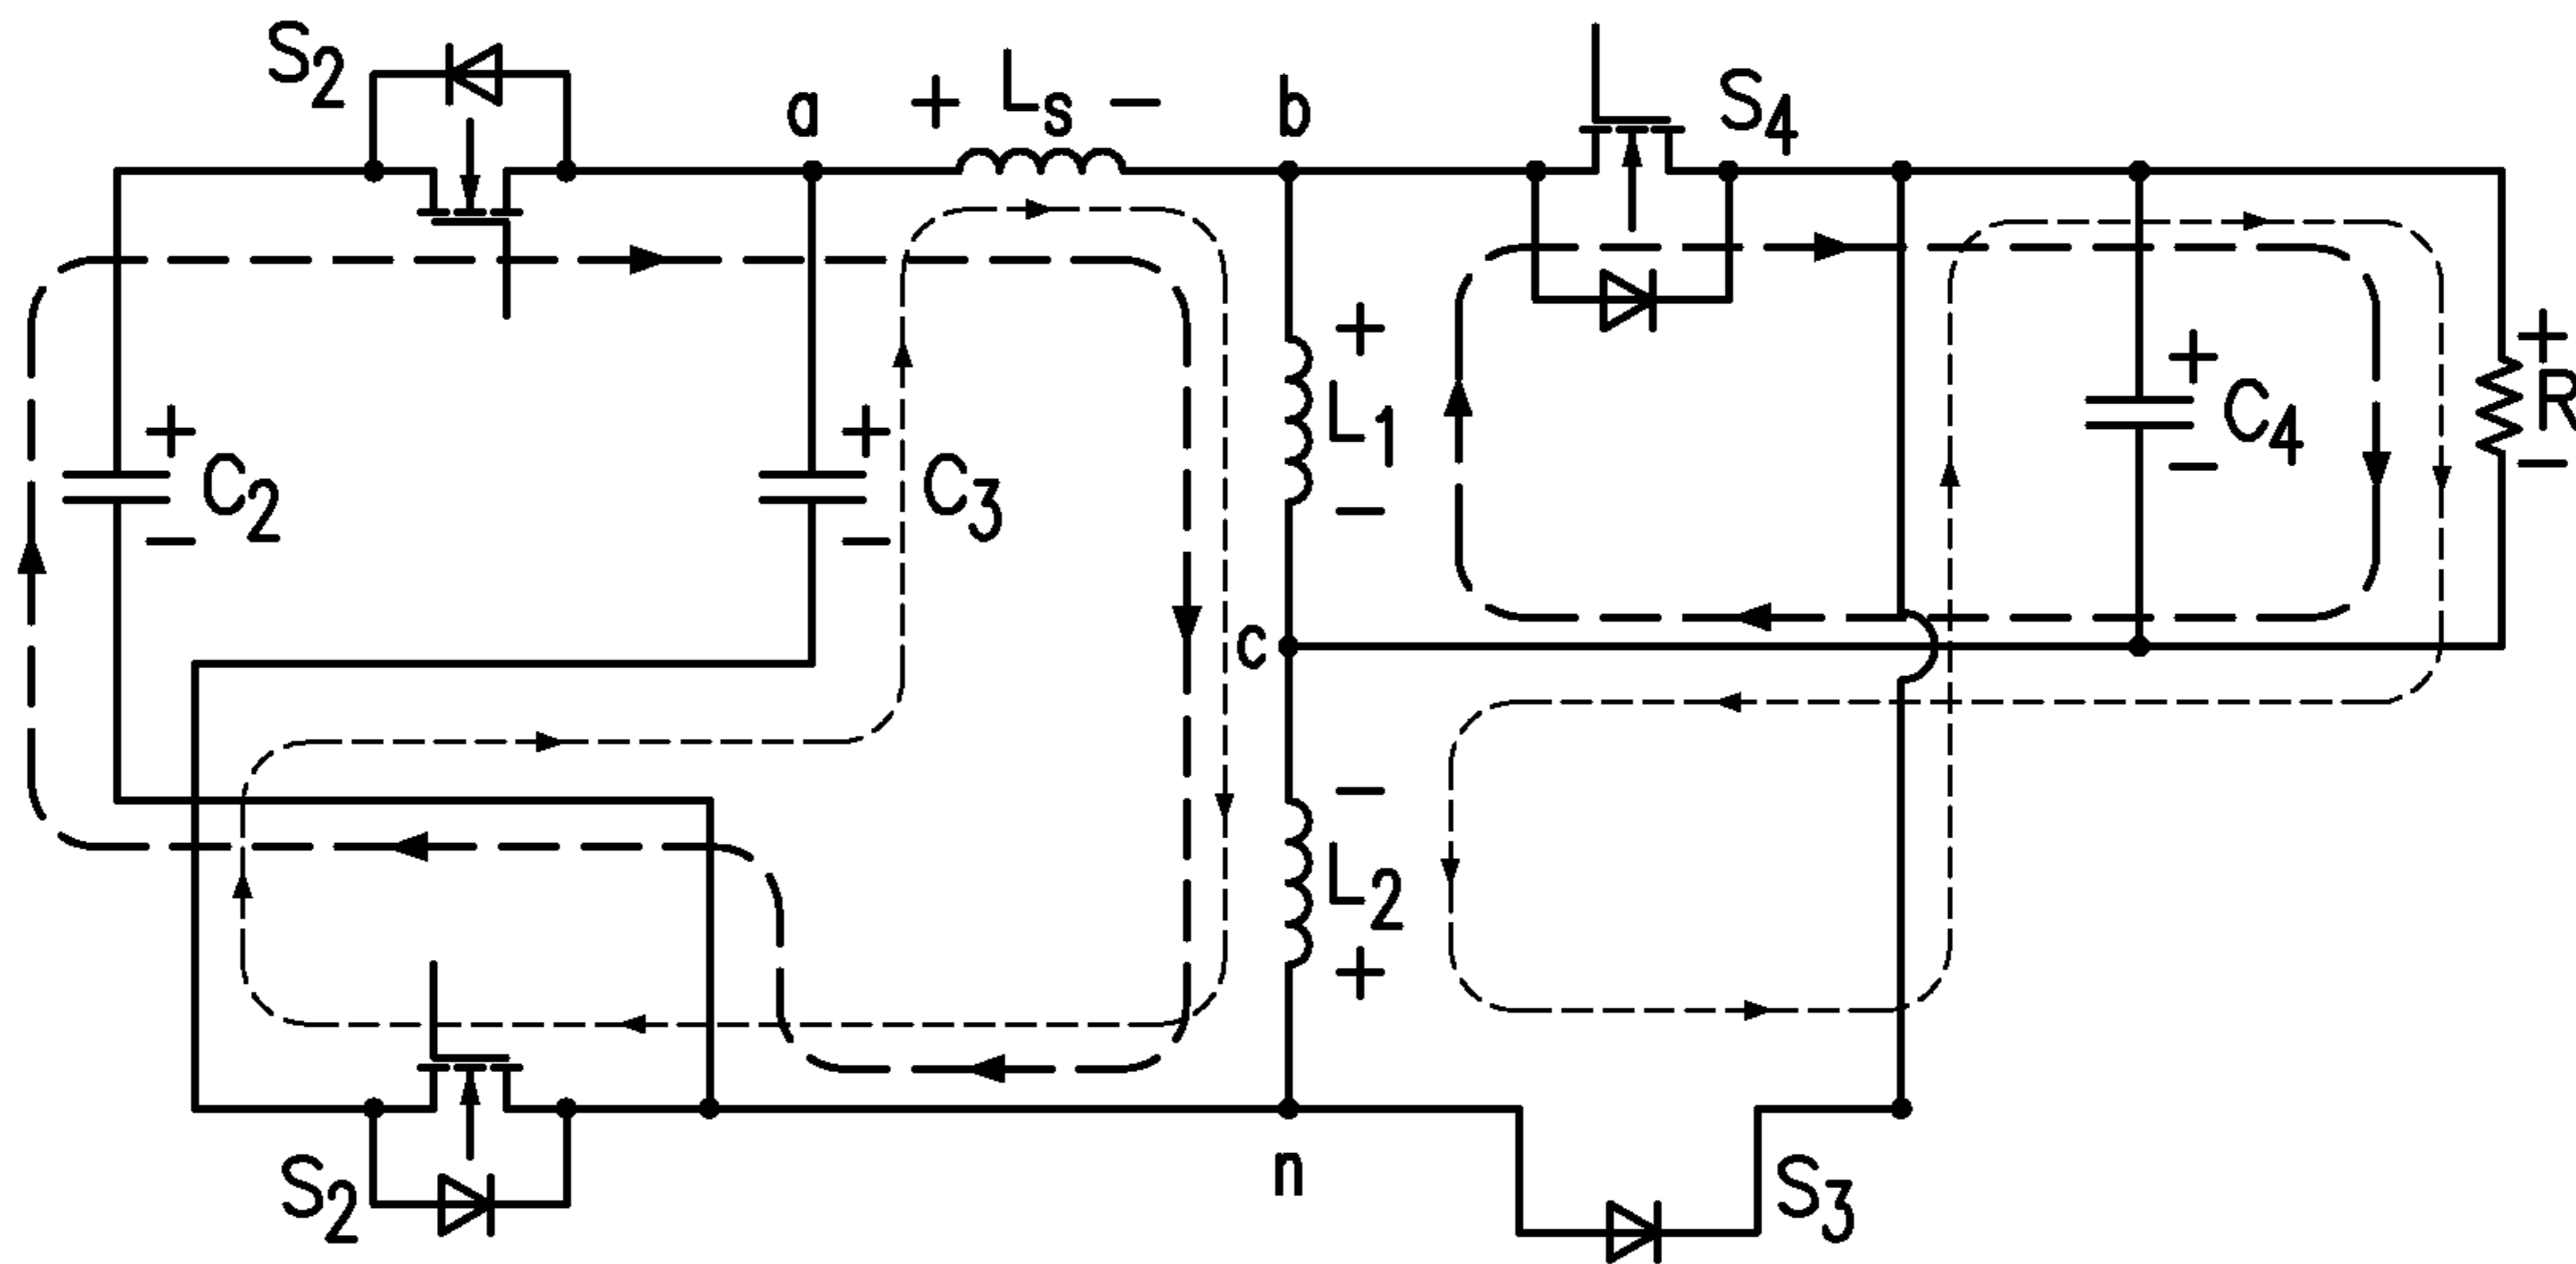 S2
a
+ Ls −
b
S4
+
C2
−
+
C3
−
+
L1
−
+
C4
−
+
R
−
c
−
L2
+
S2
n
S3